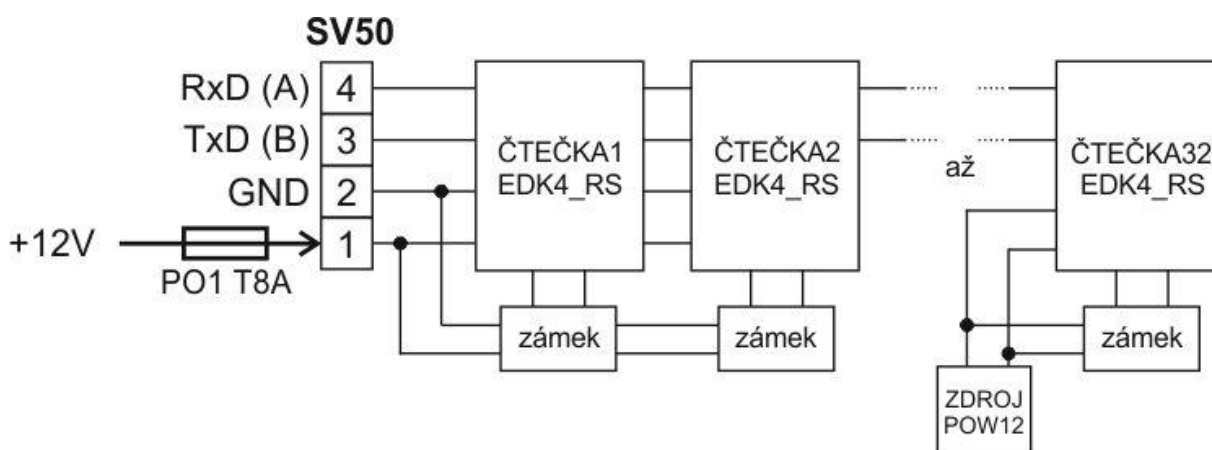 SV50
RxD (A) 4
TxD (B) 3
GND 2
+12V 1
PO1 T8A
ČTEČKA1
EDK4_RS
ČTEČKA2
EDK4_RS
až
ČTEČKA32
EDK4_RS
zámek
zámek
zámek
ZDROJ
POW12